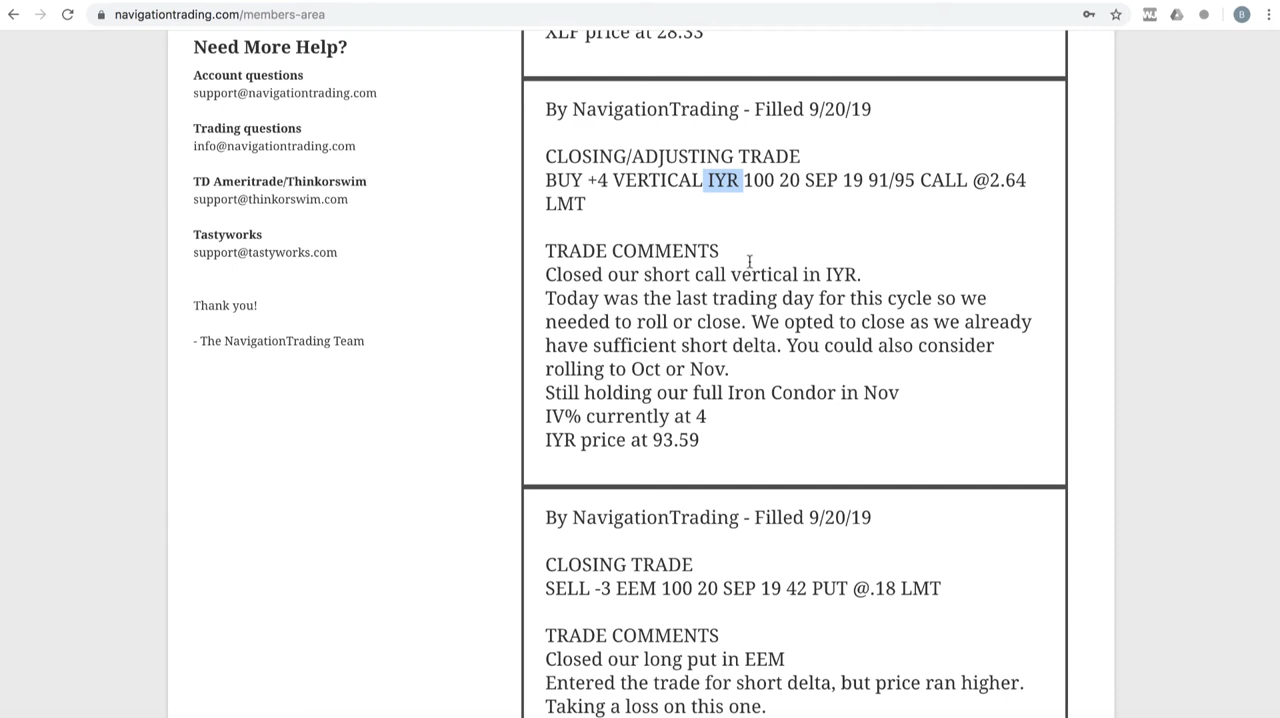 navigationtrading.com/members-area
B
Need More Help?
Account questions
support@navigationtrading.com
Trading questions
info@navigationtrading.com
TD Ameritrade/Thinkorswim
support@thinkorswim.com
Tastyworks
support@tastyworks.com
Thank you!
- The NavigationTrading Team
XLF price at 28.33
By NavigationTrading - Filled 9/20/19
CLOSING/ADJUSTING TRADE
BUY +4 VERTICAL IYR 100 20 SEP 19 91/95 CALL @2.64
LMT
TRADE COMMENTS
Closed our short call vertical in IYR.
Today was the last trading day for this cycle so we
needed to roll or close. We opted to close as we already
have sufficient short delta. You could also consider
rolling to Oct or Nov.
Still holding our full Iron Condor in Nov
IV% currently at 4
IYR price at 93.59
By NavigationTrading - Filled 9/20/19
CLOSING TRADE
SELL -3 EEM 100 20 SEP 19 42 PUT @.18 LMT
TRADE COMMENTS
Closed our long put in EEM
Entered the trade for short delta, but price ran higher.
Taking a loss on this one.